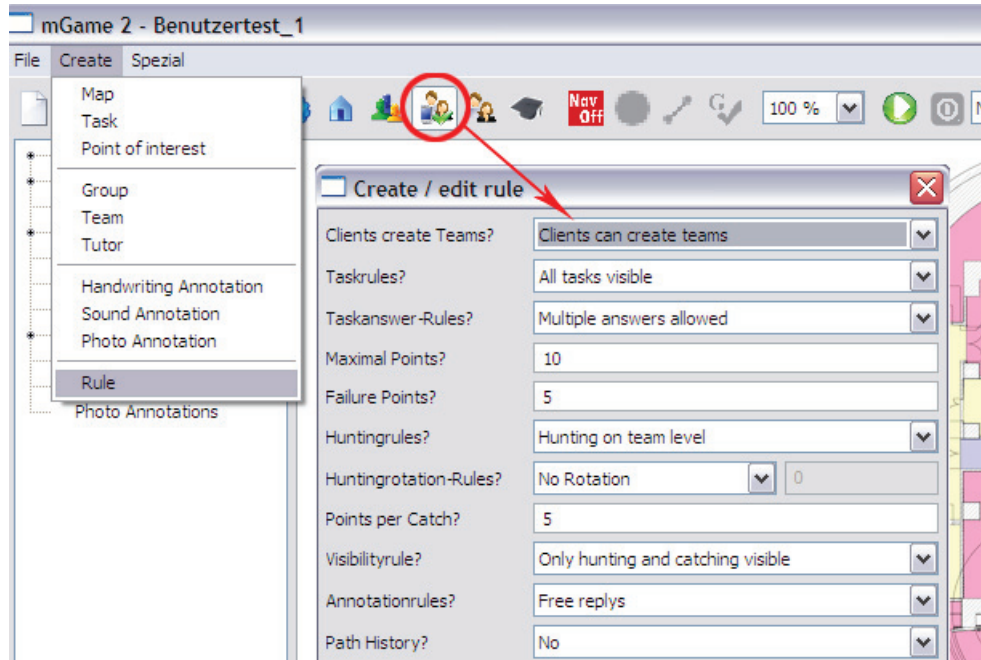 mGame 2 - Benutzertest_1
File Create Spezial
Map
Task
Point of interest
Group
Team
Tutor
Handwriting Annotation
Sound Annotation
Photo Annotation
Rule
Photo Annotations
Nav
Off
100 %
Create / edit rule
Clients create Teams? Clients can create teams
Taskrules? All tasks visible
Taskanswer-Rules? Multiple answers allowed
Maximal Points? 10
Failure Points? 5
Huntingrules? Hunting on team level
Huntingrotation-Rules? No Rotation 0
Points per Catch? 5
Visibilityrule? Only hunting and catching visible
Annotationrules? Free replys
Path History? No